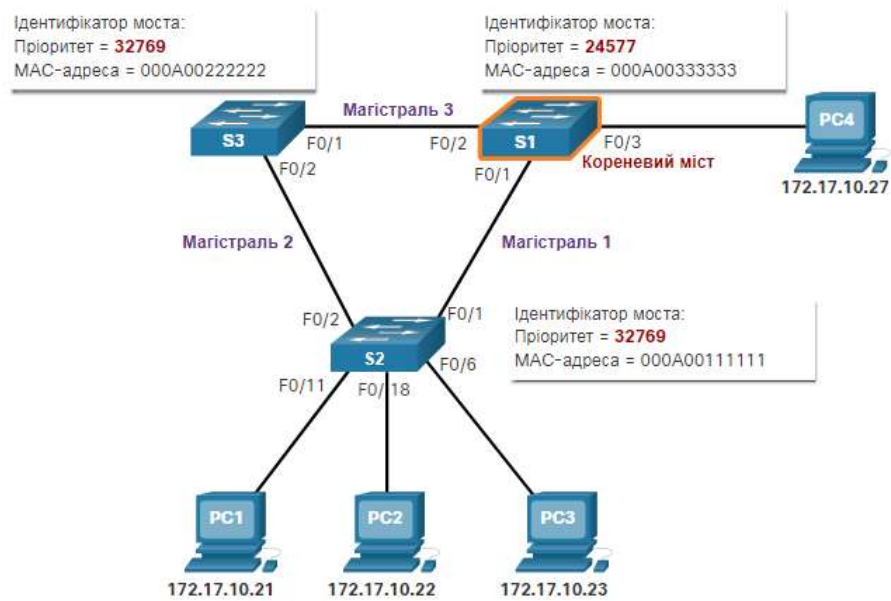 Ідентифікатор моста:
Пріоритет = 32769
MAC-адреса = 000A00222222
Ідентифікатор моста:
Пріоритет = 24577
MAC-адреса = 000A00333333
Магістраль 3
S3
F0/1
F0/2
S1
F0/3
PC4
F0/2
F0/1
Кореневий міст
172.17.10.27
Магістраль 2
Магістраль 1
F0/2
F0/1
S2
F0/6
F0/11
F0/18
Ідентифікатор моста:
Пріоритет = 32769
MAC-адреса = 000A00111111
PC1
PC2
PC3
172.17.10.21
172.17.10.22
172.17.10.23